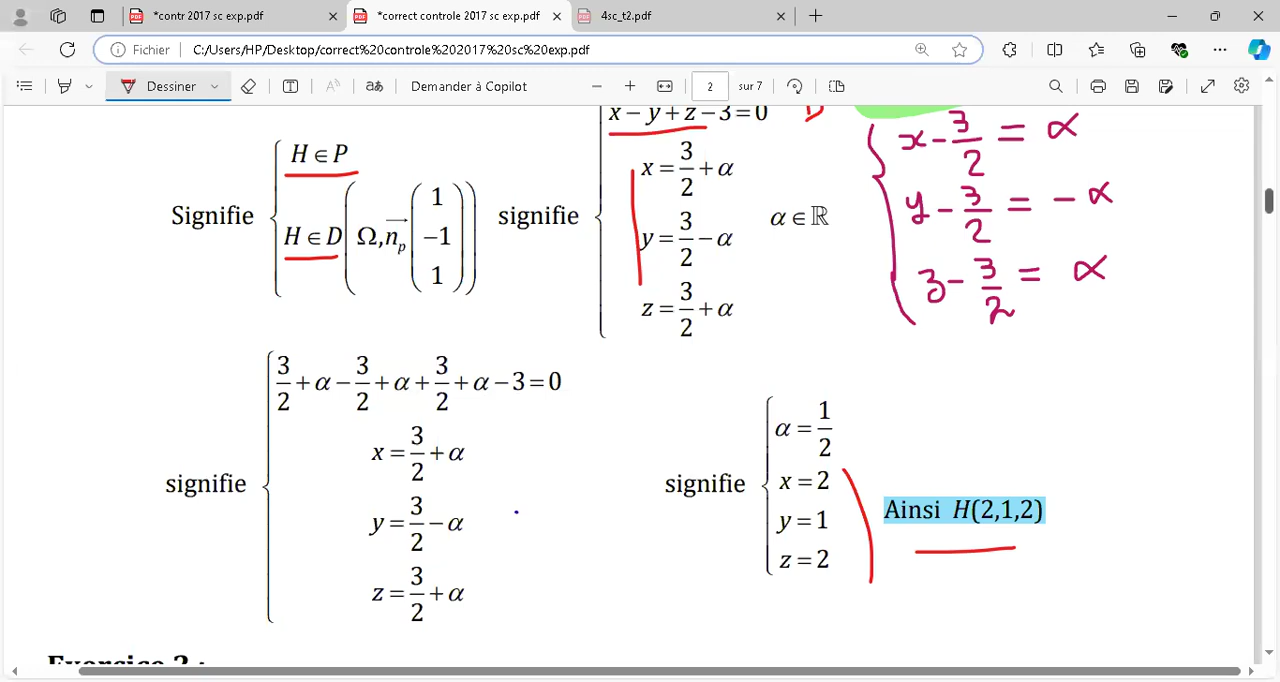 *contr 2017 sc exp.pdf
*correct controle 2017 sc exp.pdf
4sc_t2.pdf
Fichier C:/Users/HP/Desktop/correct%20controle%202017%20sct%20exp.pdf
Dessiner
aあ
Demander à Copilot
2 sur 7
x − y + z − 3 = 0
Signifie
H ∈ P
H ∈ D(Ω, n_p (1 −1 1))
signifie
x = 3/2 + α
y = 3/2 − α
z = 3/2 + α
α ∈ ℝ
x − 3/2 = α
y − 3/2 = − α
z − 3/2 = α
signifie
3/2 + α − 3/2 + α + 3/2 + α − 3 = 0
x = 3/2 + α
y = 3/2 − α
z = 3/2 + α
signifie
α = 1/2
x = 2
y = 1
z = 2
Ainsi H(2,1,2)
Exercice 2 :